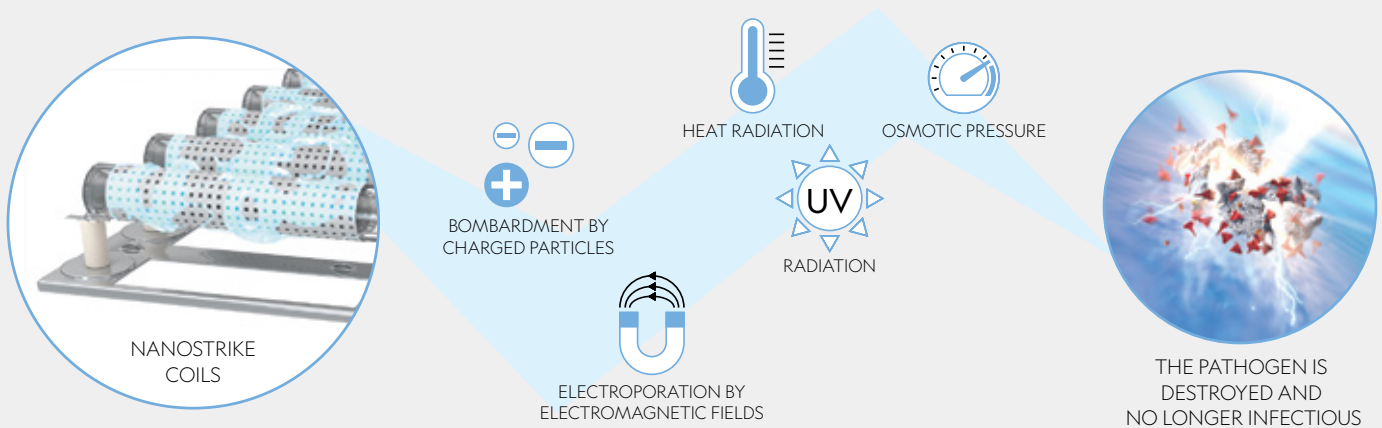 NANOSTRIKE
COILS
BOMBARDMENT BY
CHARGED PARTICLES
ELECTROPORATION BY
ELECTROMAGNETIC FIELDS
HEAT RADIATION
UV
RADIATION
OSMOTIC PRESSURE
THE PATHOGEN IS
DESTROYED AND
NO LONGER INFECTIOUS